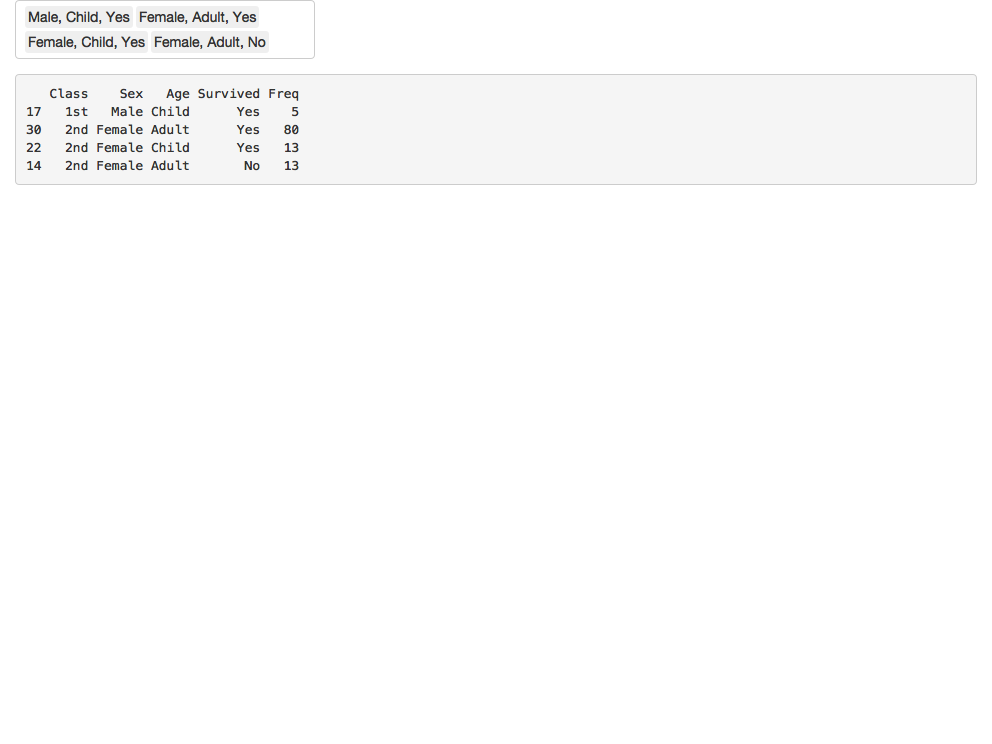 Male, Child, Yes Female, Adult, Yes
Female, Child, Yes Female, Adult, No
Class Sex Age Survived Freq
17 1st Male Child Yes 5
30 2nd Female Adult Yes 80
22 2nd Female Child Yes 13
14 2nd Female Adult No 13